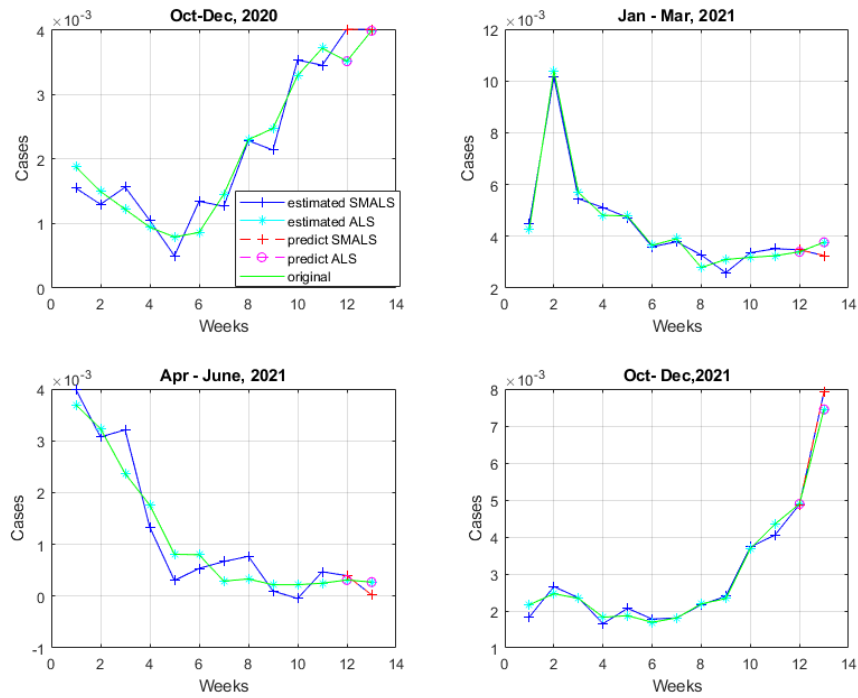 Oct-Dec, 2020
× 10⁻³
4
3
2
1
0
Cases
0 2 4 6 8 10 12 14
Weeks
estimated SMALS
estimated ALS
predict SMALS
predict ALS
original
Jan - Mar, 2021
× 10⁻³
12
10
8
6
4
2
Cases
0 2 4 6 8 10 12 14
Weeks
Apr - June, 2021
× 10⁻³
4
3
2
1
0
-1
Cases
0 2 4 6 8 10 12 14
Weeks
Oct- Dec,2021
× 10⁻³
8
7
6
5
4
3
2
1
Cases
0 2 4 6 8 10 12 14
Weeks